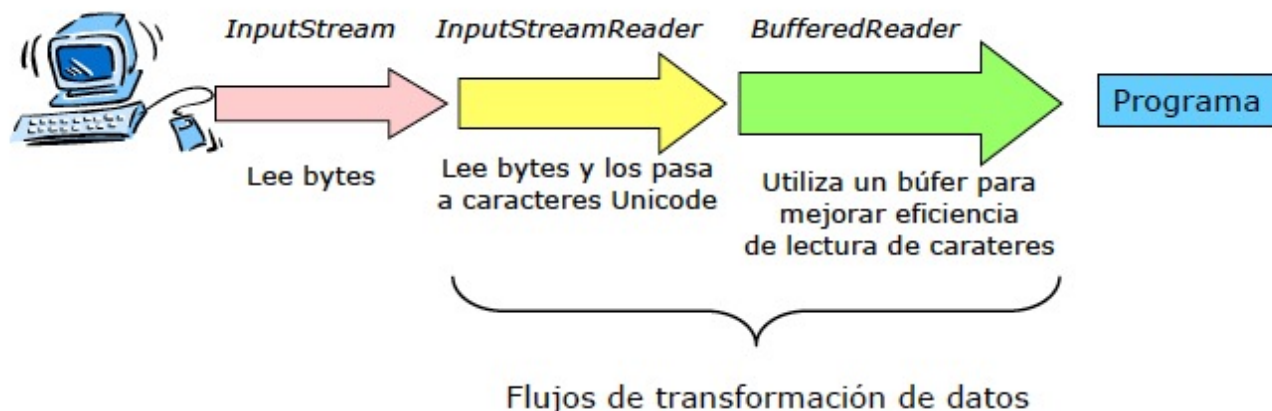 InputStream InputStreamReader BufferedReader
Programa
Lee bytes
Lee bytes y los pasa
a caracteres Unicode
Utiliza un búfer para
mejorar eficiencia
de lectura de carateres
Flujos de transformación de datos